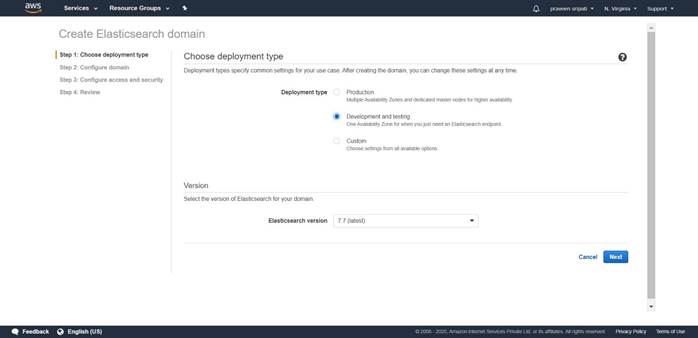 aws
Services
Resource Groups
praveen sripati
N. Virginia
Support
Create Elasticsearch domain
Step 1: Choose deployment type
Step 2: Configure domain
Step 3: Configure access and security
Step 4: Review
Choose deployment type
Deployment types specify common settings for your use case. After creating the domain, you can change these settings at any time.
Deployment type
Production
Multiple Availability Zones and dedicated master nodes for higher availability.
Development and testing
One Availability Zone for when you just need an Elasticsearch endpoint.
Custom
Choose settings from all available options.
Version
Select the version of Elasticsearch for your domain.
Elasticsearch version
7.7 (latest)
Cancel
Next
Feedback
English (US)
© 2008 - 2020, Amazon Internet Services Private Ltd. or its affiliates. All rights reserved.
Privacy Policy
Terms of Use